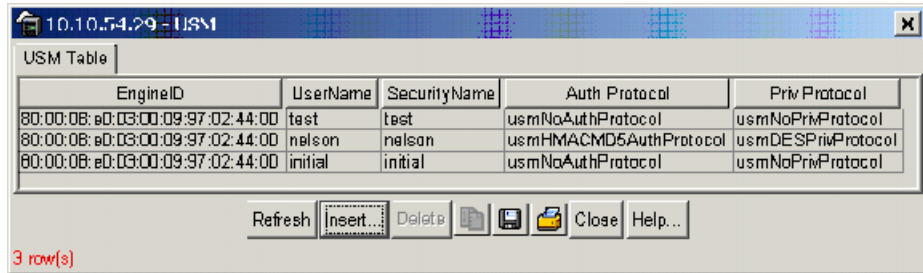 10.10.54.29 - USM
USM Table
EngineID UserName SecurityName Auth Protocol Priv Protocol
80:00:08:e0:03:00:09:97:02:44:00 test test usmNoAuthProtocol usmNoPrivProtocol
80:00:08:e0:03:00:09:97:02:44:00 nelson nelson usmHMACMD5AuthProtocol usmDESPrivProtocol
80:00:08:e0:03:00:09:97:02:44:00 initial initial usmNoAuthProtocol usmNoPrivProtocol
Refresh Insert... Delete Close Help...
3 row(s)